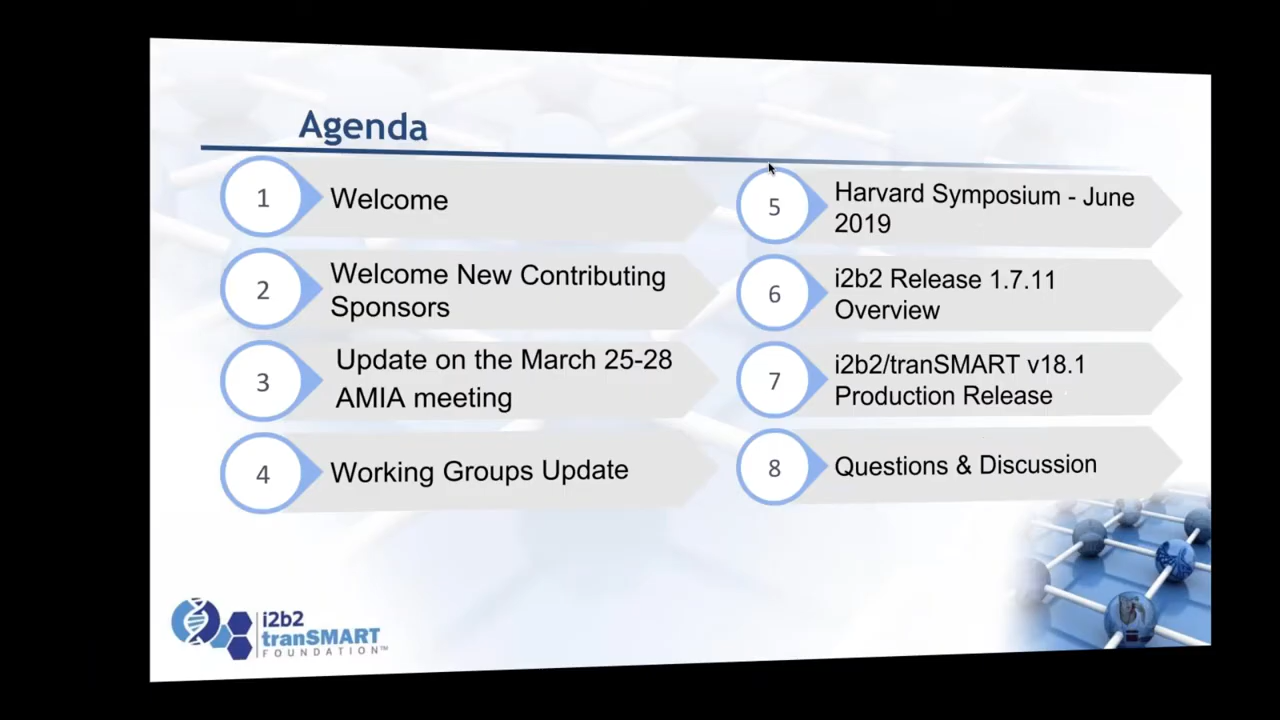 Agenda
1
Welcome
2
Welcome New Contributing
Sponsors
3
Update on the March 25-28
AMIA meeting
4
Working Groups Update
5
Harvard Symposium - June
2019
6
i2b2 Release 1.7.11
Overview
7
i2b2/tranSMART v18.1
Production Release
8
Questions & Discussion
i2b2
tranSMART
FOUNDATION™